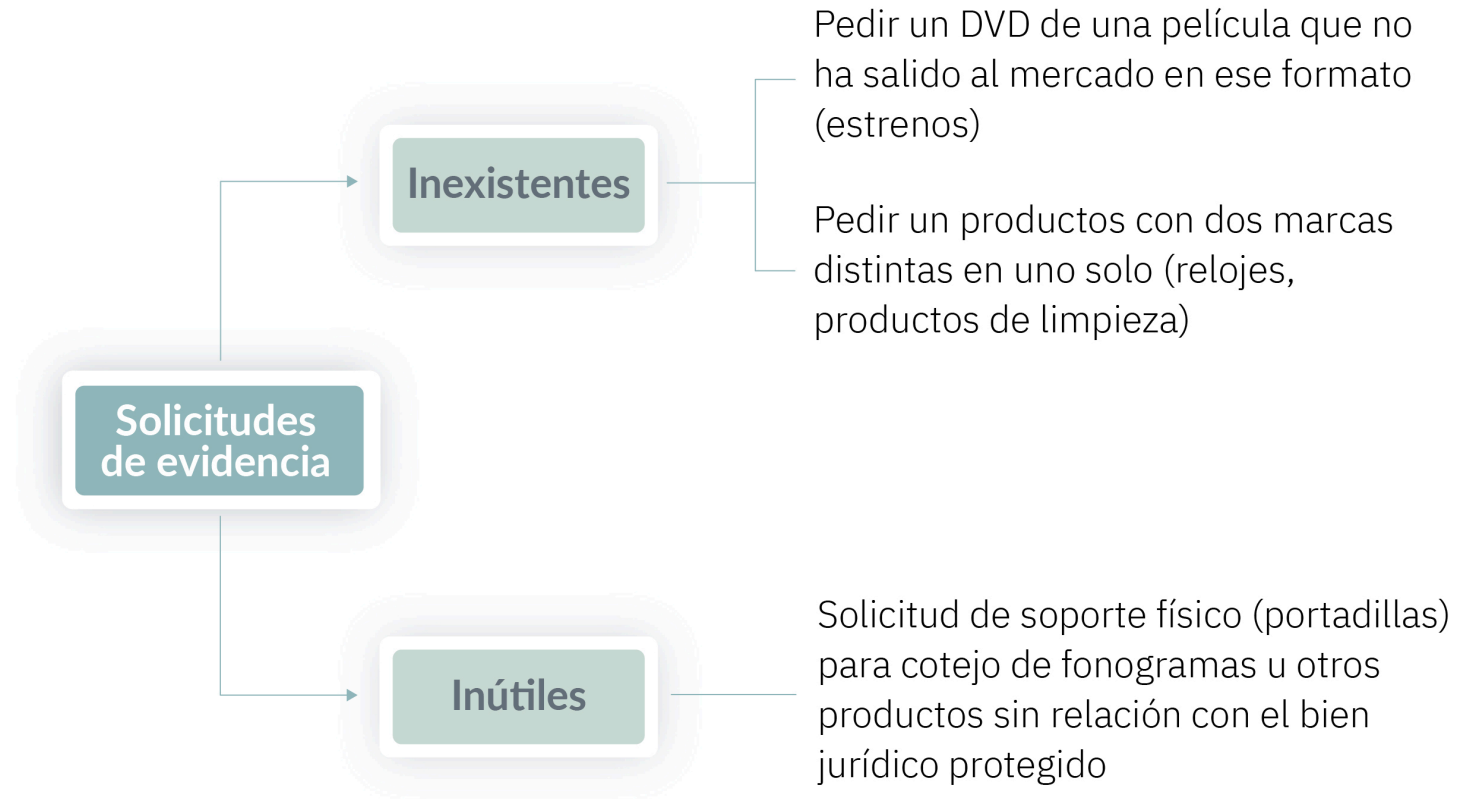 Pedir un DVD de una película que no
ha salido al mercado en ese formato
(estrenos)
Inexistentes
Pedir un productos con dos marcas
distintas en uno solo (relojes,
productos de limpieza)
Solicitudes
de evidencia
Solicitud de soporte físico (portadillas)
para cotejo de fonogramas u otros
productos sin relación con el bien
jurídico protegido
Inútiles